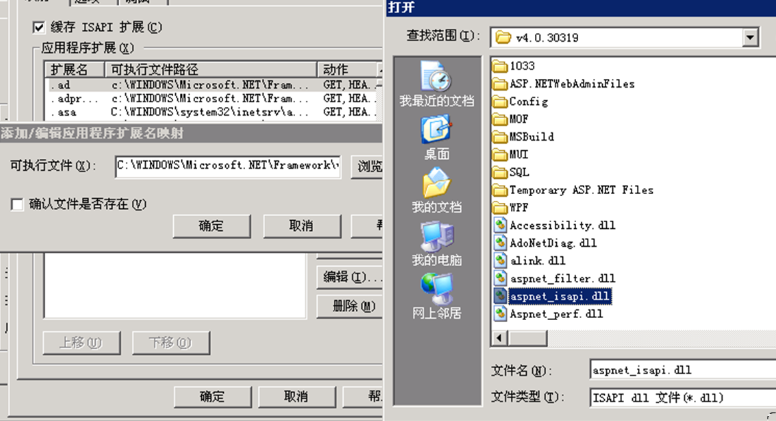 缓存 ISAPI 扩展(C)
应用程序扩展(X)
扩展名 可执行文件路径 动作
.ad c:\WINDOWS\Microsoft.NET\Fram... GET,HEA...
.adpr... c:\WINDOWS\Microsoft.NET\Fram... GET,HEA...
.asa C:\WINDOWS\system32\inetsrv\a... GET,HEA...
添加/编辑应用程序扩展名映射
可执行文件(X): C:\WINDOWS\Microsoft.NET\Framework\ 浏览
确认文件是否存在(V)
确定 取消
编辑(I)...
删除(M)
上移(U) 下移(O)
确定 取消
打开
查找范围(I): v4.0.30319
我最近的文档
桌面
我的文档
我的电脑
网上邻居
1033
ASP.NETWebAdminFiles
Config
MOF
MSBuild
MUI
SQL
Temporary ASP.NET Files
WPF
Accessibility.dll
AdoNetDiag.dll
alink.dll
aspnet_filter.dll
aspnet_isapi.dll
Aspnet_perf.dll
文件名(N): aspnet_isapi.dll
文件类型(T): ISAPI dll 文件(*.dll)